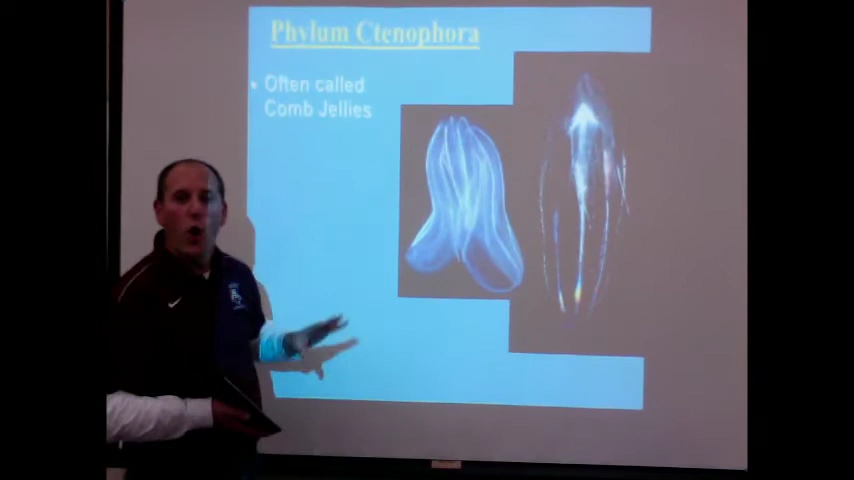 Phylum Ctenophora
• Often called
Comb Jellies